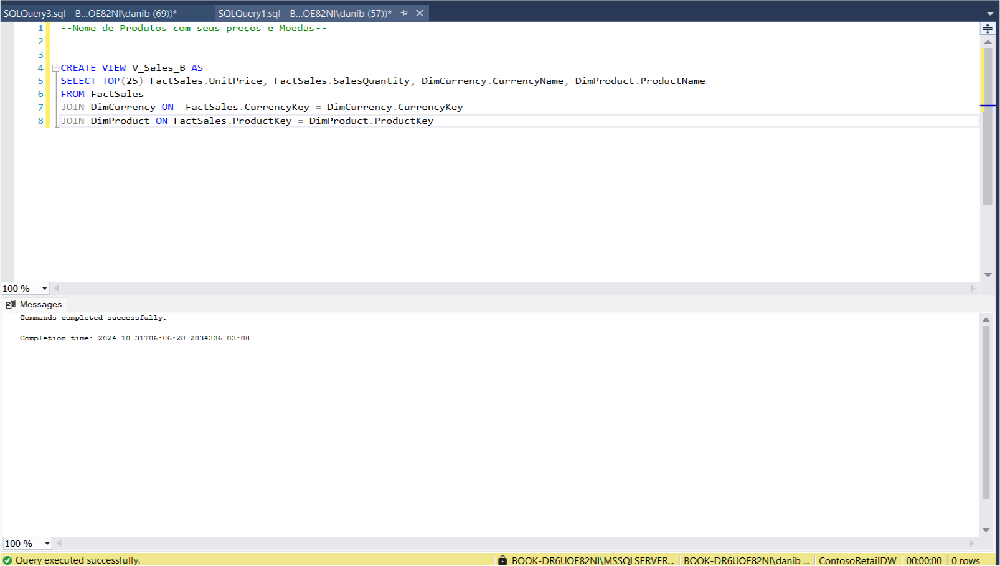 SQLQuery3.sql - B...OE82NI\danib (69))* SQLQuery1.sql - B...OE82NI\danib (57))*
1 --Nome de Produtos com seus preços e Moedas--
2
3
4 CREATE VIEW V_Sales_B AS
5 SELECT TOP(25) FactSales.UnitPrice, FactSales.SalesQuantity, DimCurrency.CurrencyName, DimProduct.ProductName
6 FROM FactSales
7 JOIN DimCurrency ON  FactSales.CurrencyKey = DimCurrency.CurrencyKey
8 JOIN DimProduct ON FactSales.ProductKey = DimProduct.ProductKey
100 %
Messages
Commands completed successfully.
Completion time: 2024-10-31T06:06:28.2034306-03:00
100 %
Query executed successfully. BOOK-DR6UOE82NI\MSSQLSERVER... BOOK-DR6UOE82NI\danib ... ContosoRetailDW 00:00:00 0 rows